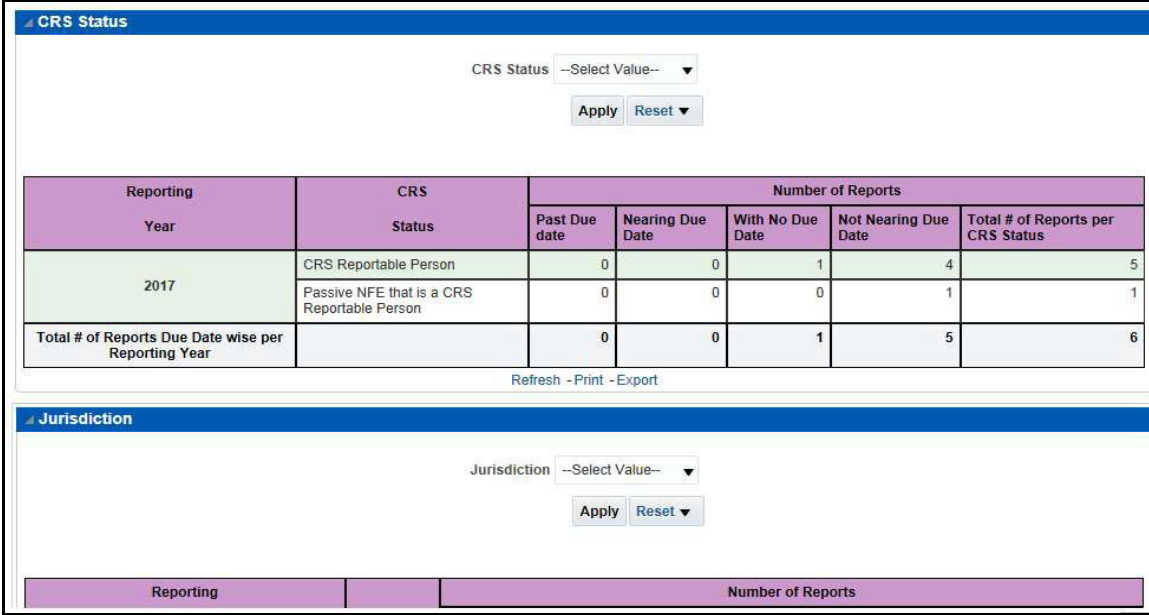 CRS Status
CRS Status --Select Value--
Apply Reset
Reporting Year CRS Status Number of Reports
Past Due date Nearing Due Date With No Due Date Not Nearing Due Date Total # of Reports per CRS Status
2017 CRS Reportable Person 0 0 1 4 5
Passive NFE that is a CRS Reportable Person 0 0 0 1 1
Total # of Reports Due Date wise per Reporting Year 0 0 1 5 6
Refresh - Print - Export
Jurisdiction
Jurisdiction --Select Value--
Apply Reset
Reporting Number of Reports